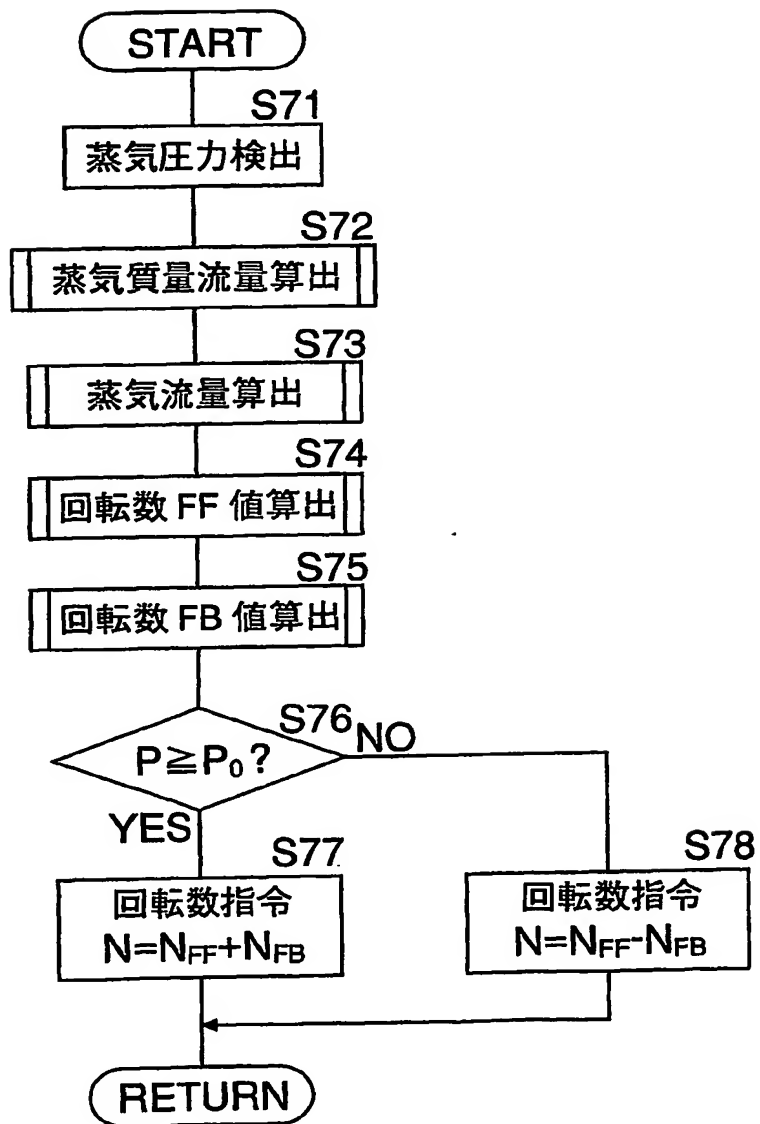 START
S71
蒸気圧力検出
S72
蒸気質量流量算出
S73
蒸気流量算出
S74
回転数 FF 値算出
S75
回転数 FB 値算出
S76
P≧P₀?
NO
YES
S77
回転数指令
N=NFF+NFB
S78
回転数指令
N=NFF-NFB
RETURN